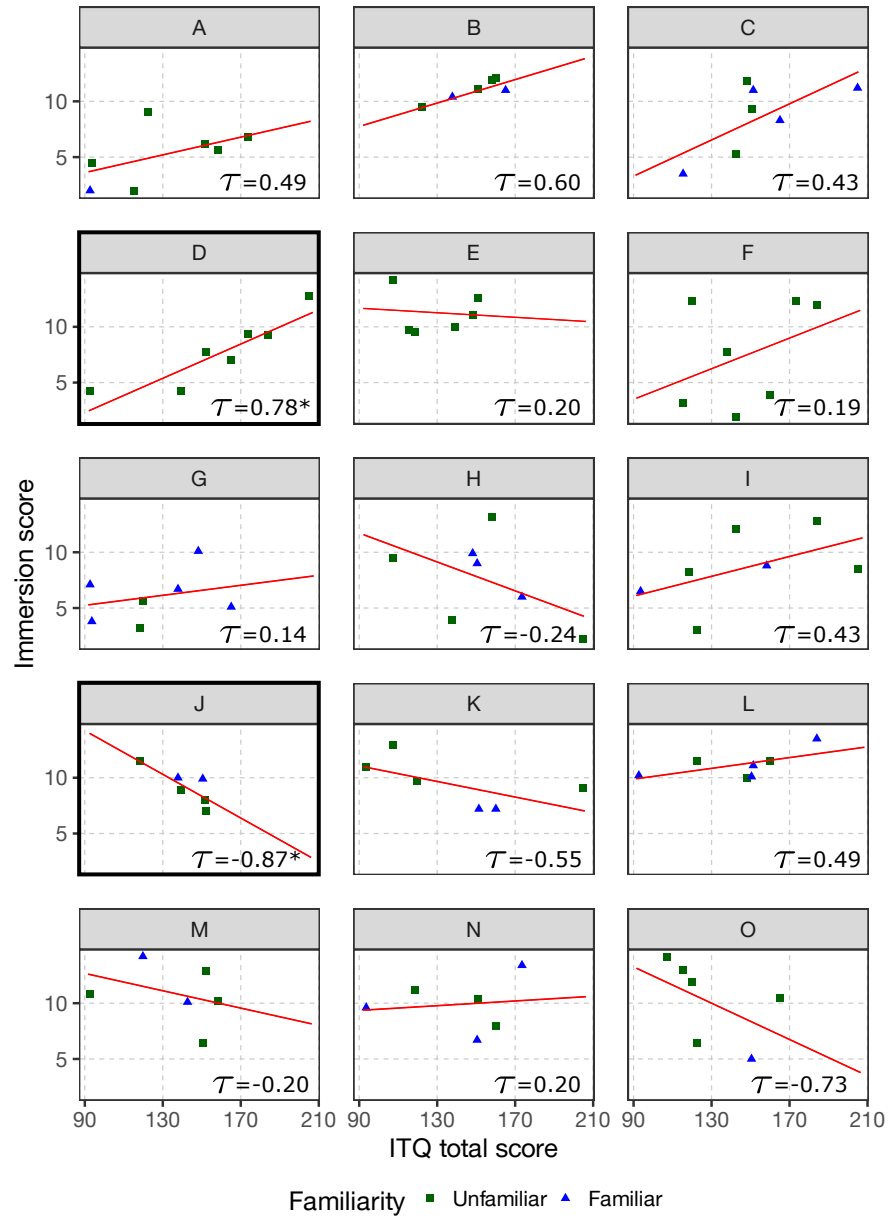 A B C
10
5
τ=0.49 τ=0.60 τ=0.43
D E F
10
5
τ=0.78* τ=0.20 τ=0.19
Immersion score
G H I
10
5
τ=0.14 τ=-0.24 τ=0.43
J K L
10
5
τ=-0.87* τ=-0.55 τ=0.49
M N O
10
5
τ=-0.20 τ=0.20 τ=-0.73
90 130 170 210 90 130 170 210 90 130 170 210
ITQ total score
Familiarity Unfamiliar Familiar